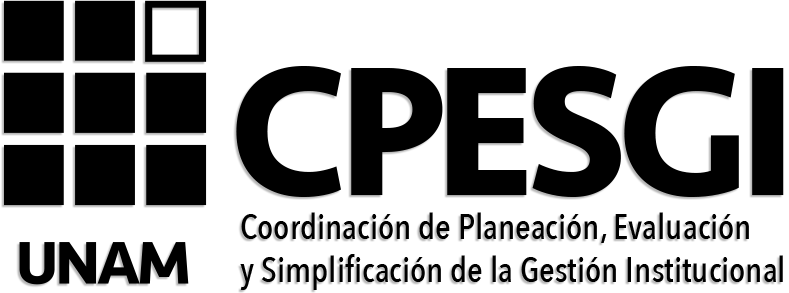 CPESGI
Coordinación de Planeación, Evaluación
y Simplificación de la Gestión Institucional
UNAM